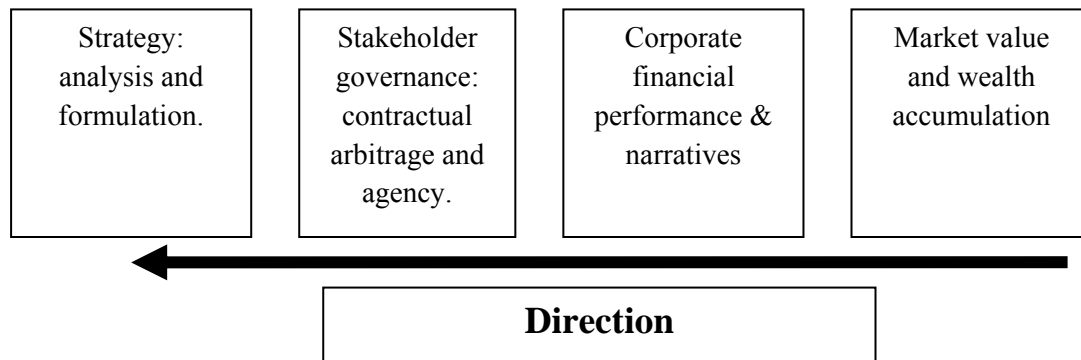 Strategy:
analysis and
formulation.
Stakeholder
governance:
contractual
arbitrage and
agency.
Corporate
financial
performance &
narratives
Market value
and wealth
accumulation
Direction